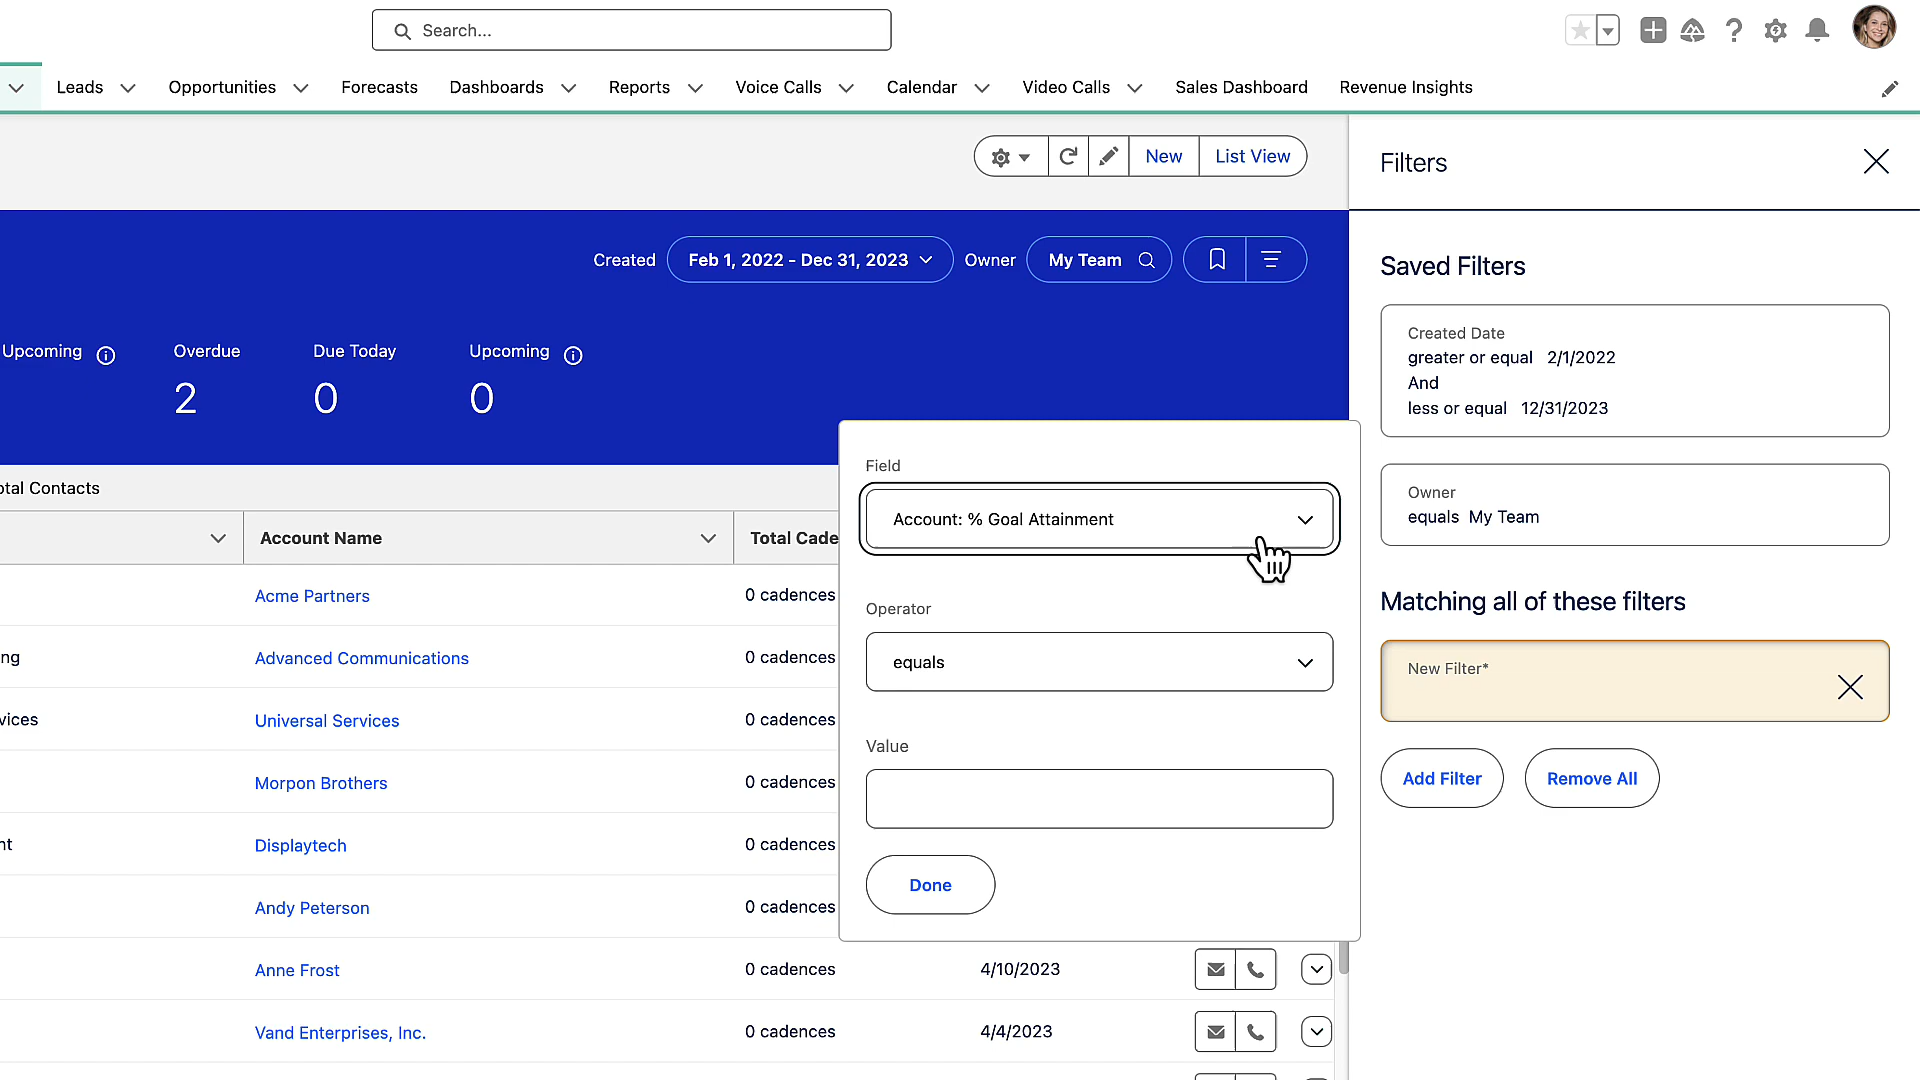 Search...
Leads
Opportunities
Forecasts
Dashboards
Reports
Voice Calls
Calendar
Video Calls
Sales Dashboard
Revenue Insights
New
List View
Filters
Created
Feb 1, 2022 - Dec 31, 2023
Owner
My Team
Upcoming
Overdue
Due Today
Upcoming
2
0
0
otal Contacts
Account Name
Total Cade
Acme Partners
0 cadences
ng
Advanced Communications
0 cadences
vices
Universal Services
0 cadences
Morpon Brothers
0 cadences
nt
Displaytech
0 cadences
Andy Peterson
0 cadences
Anne Frost
0 cadences
4/10/2023
Vand Enterprises, Inc.
0 cadences
4/4/2023
Field
Account: % Goal Attainment
Operator
equals
Value
Done
Saved Filters
Created Date
greater or equal 2/1/2022
And
less or equal 12/31/2023
Owner
equals My Team
Matching all of these filters
New Filter*
Add Filter
Remove All